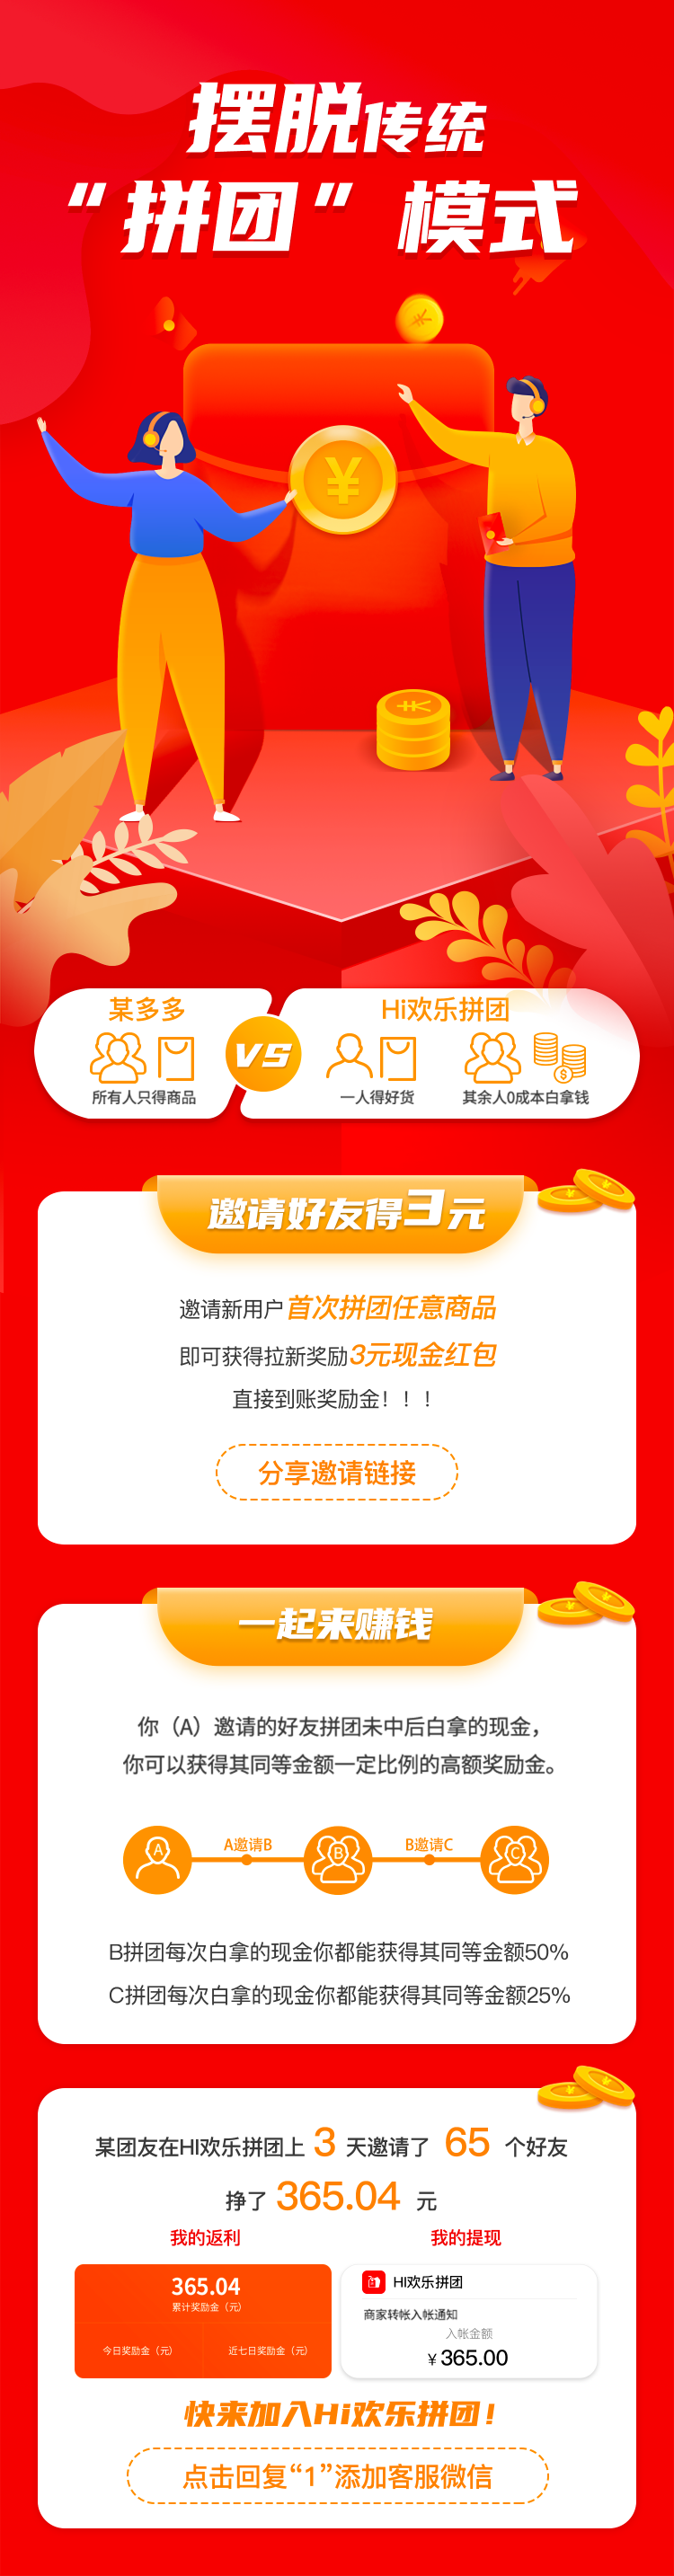 摆脱传统
“拼团”模式
¥
某多多
Hi欢乐拼团
VS
所有人只得商品
一人得好货
其余人0成本白拿钱
邀请好友得3元
邀请新用户首次拼团任意商品
即可获得拉新奖励3元现金红包
直接到账奖励金！！！
分享邀请链接
一起来赚钱
你（A）邀请的好友拼团未中后白拿的现金，
你可以获得其同等金额一定比例的高额奖励金。
A
A邀请B
B
B邀请C
C
B拼团每次白拿的现金你都能获得其同等金额50%
C拼团每次白拿的现金你都能获得其同等金额25%
某团友在HI欢乐拼团上 3 天邀请了 65 个好友
挣了 365.04 元
我的返利
我的提现
365.04
累计奖励金（元）
今日奖励金（元）
近七日奖励金（元）
HI欢乐拼团
商家转帐入帐通知
入帐金额
¥365.00
快来加入Hi欢乐拼团！
点击回复“1”添加客服微信